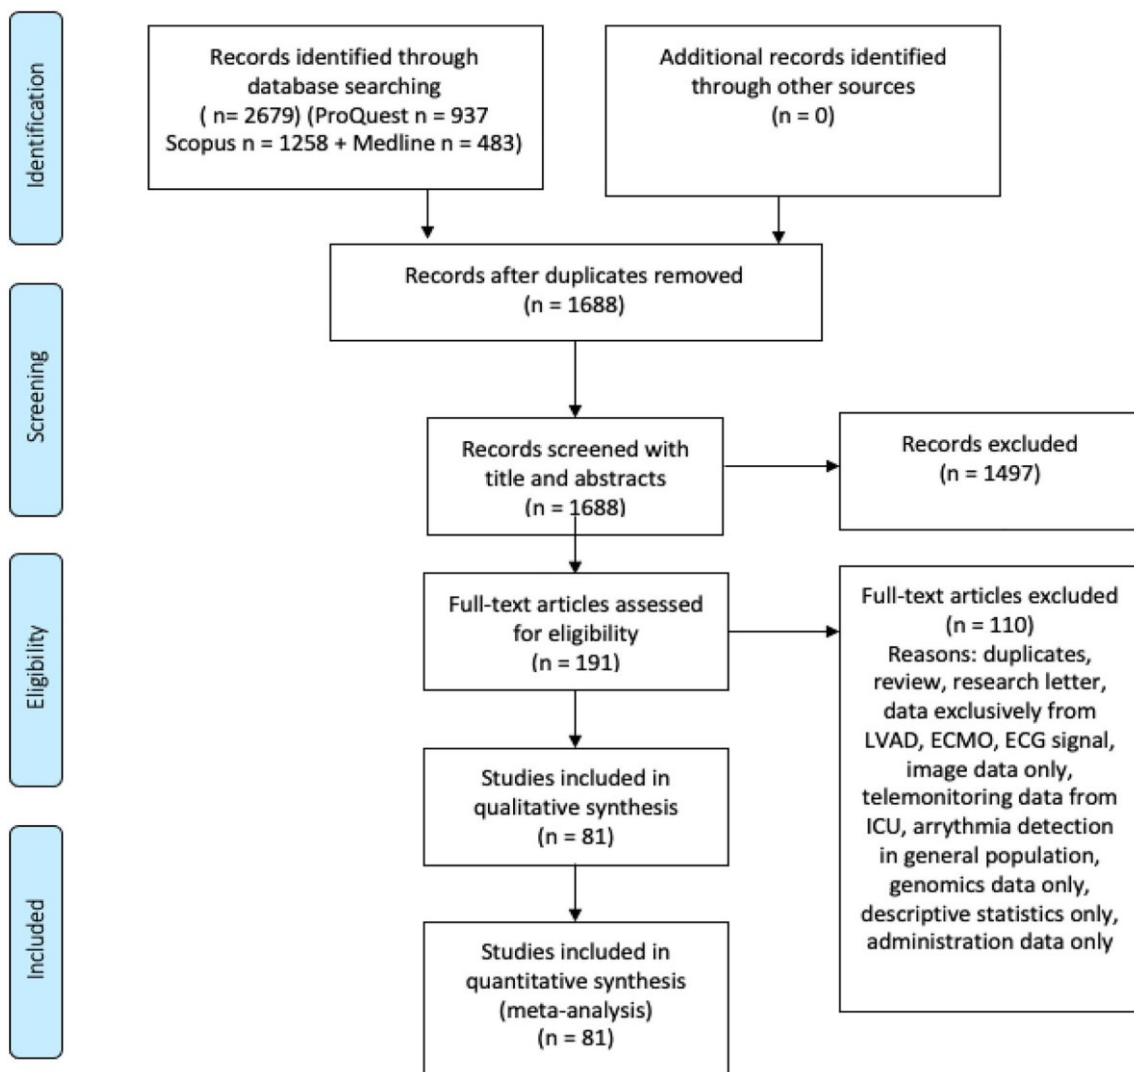 Identification
Records identified through
database searching
( n= 2679) (ProQuest n = 937
Scopus n = 1258 + Medline n = 483)
Additional records identified
through other sources
(n = 0)
Records after duplicates removed
(n = 1688)
Screening
Records screened with
title and abstracts
(n = 1688)
Records excluded
(n = 1497)
Eligibility
Full-text articles assessed
for eligibility
(n = 191)
Full-text articles excluded
(n = 110)
Reasons: duplicates,
review, research letter,
data exclusively from
LVAD, ECMO, ECG signal,
image data only,
telemonitoring data from
ICU, arrythmia detection
in general population,
genomics data only,
descriptive statistics only,
administration data only
Studies included in
qualitative synthesis
(n = 81)
Included
Studies included in
quantitative synthesis
(meta-analysis)
(n = 81)